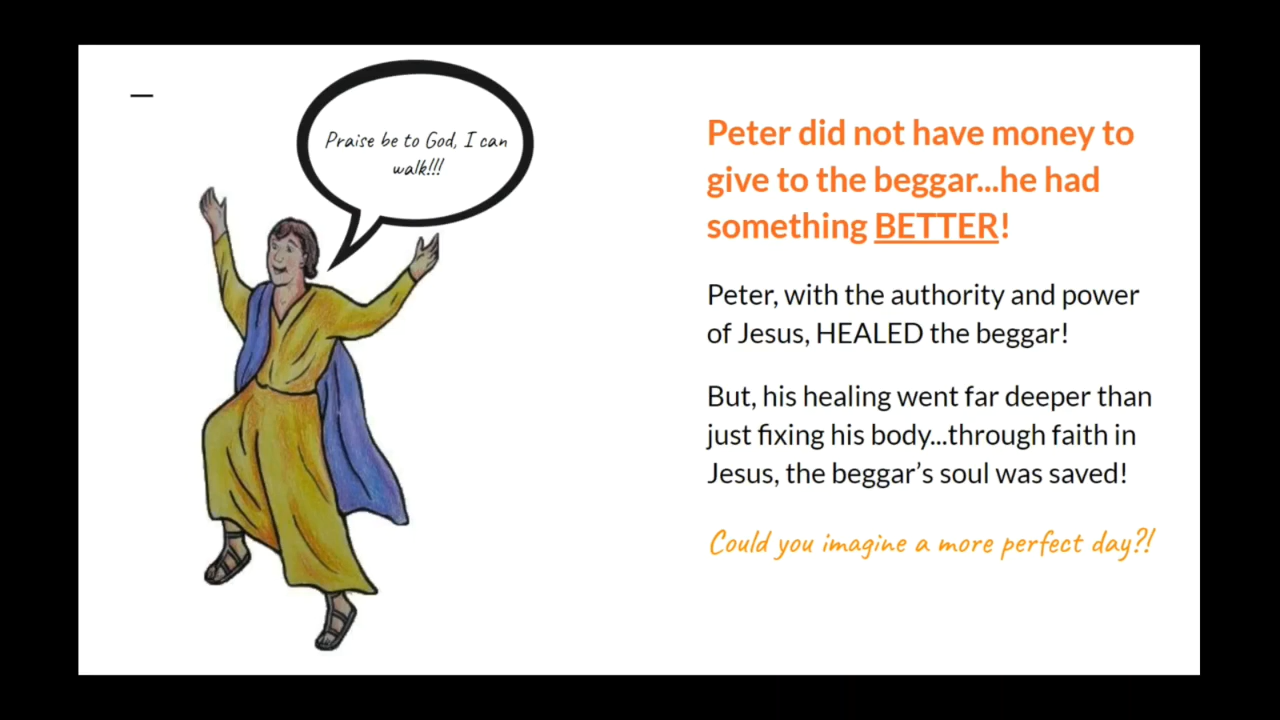 Praise be to God, I can
walk!!!
Peter did not have money to
give to the beggar...he had
something BETTER!
Peter, with the authority and power
of Jesus, HEALED the beggar!
But, his healing went far deeper than
just fixing his body...through faith in
Jesus, the beggar’s soul was saved!
Could you imagine a more perfect day?!